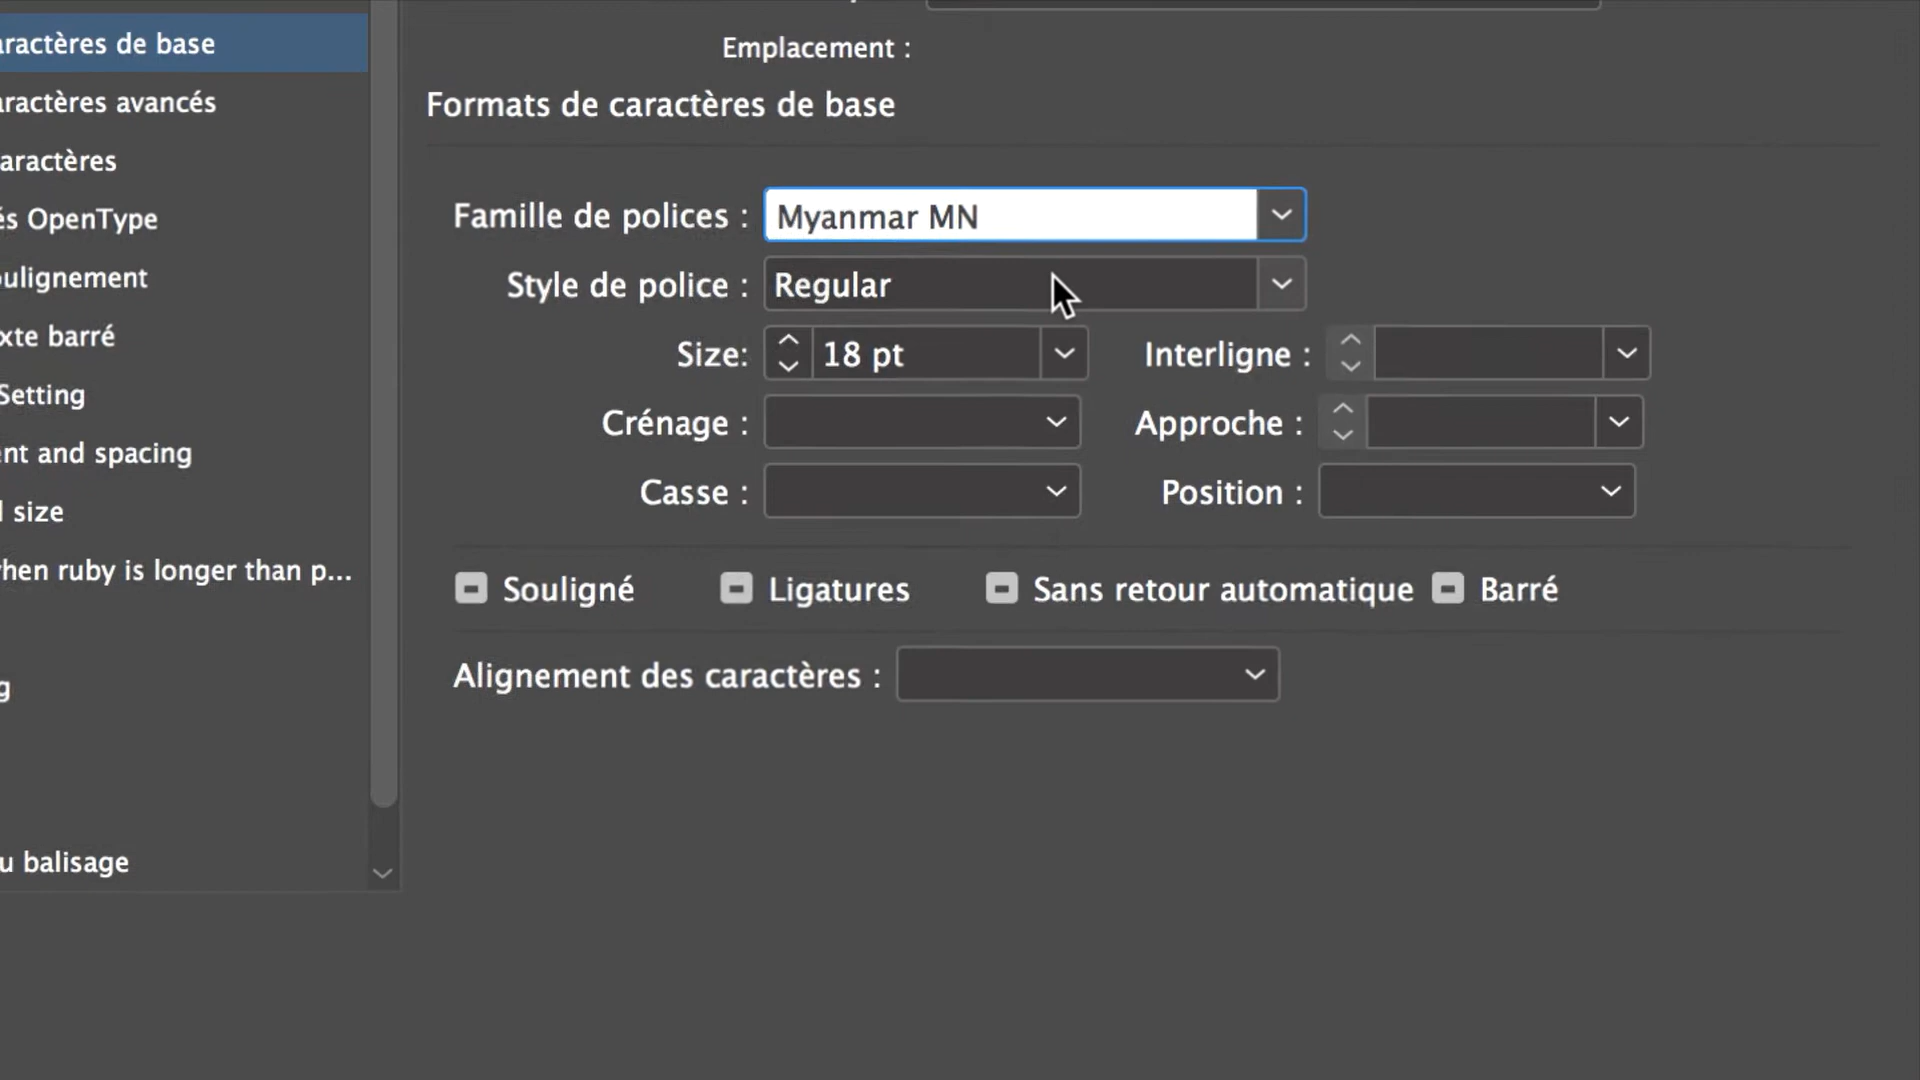 aractères de base
aractères avancés
aractères
és OpenType
oulignement
xte barré
Setting
ent and spacing
l size
hen ruby is longer than p...
g
u balisage
Emplacement :
Formats de caractères de base
Famille de polices : Myanmar MN
Style de police : Regular
Size: 18 pt Interligne :
Crénage : Approche :
Casse : Position :
Souligné Ligatures Sans retour automatique Barré
Alignement des caractères :